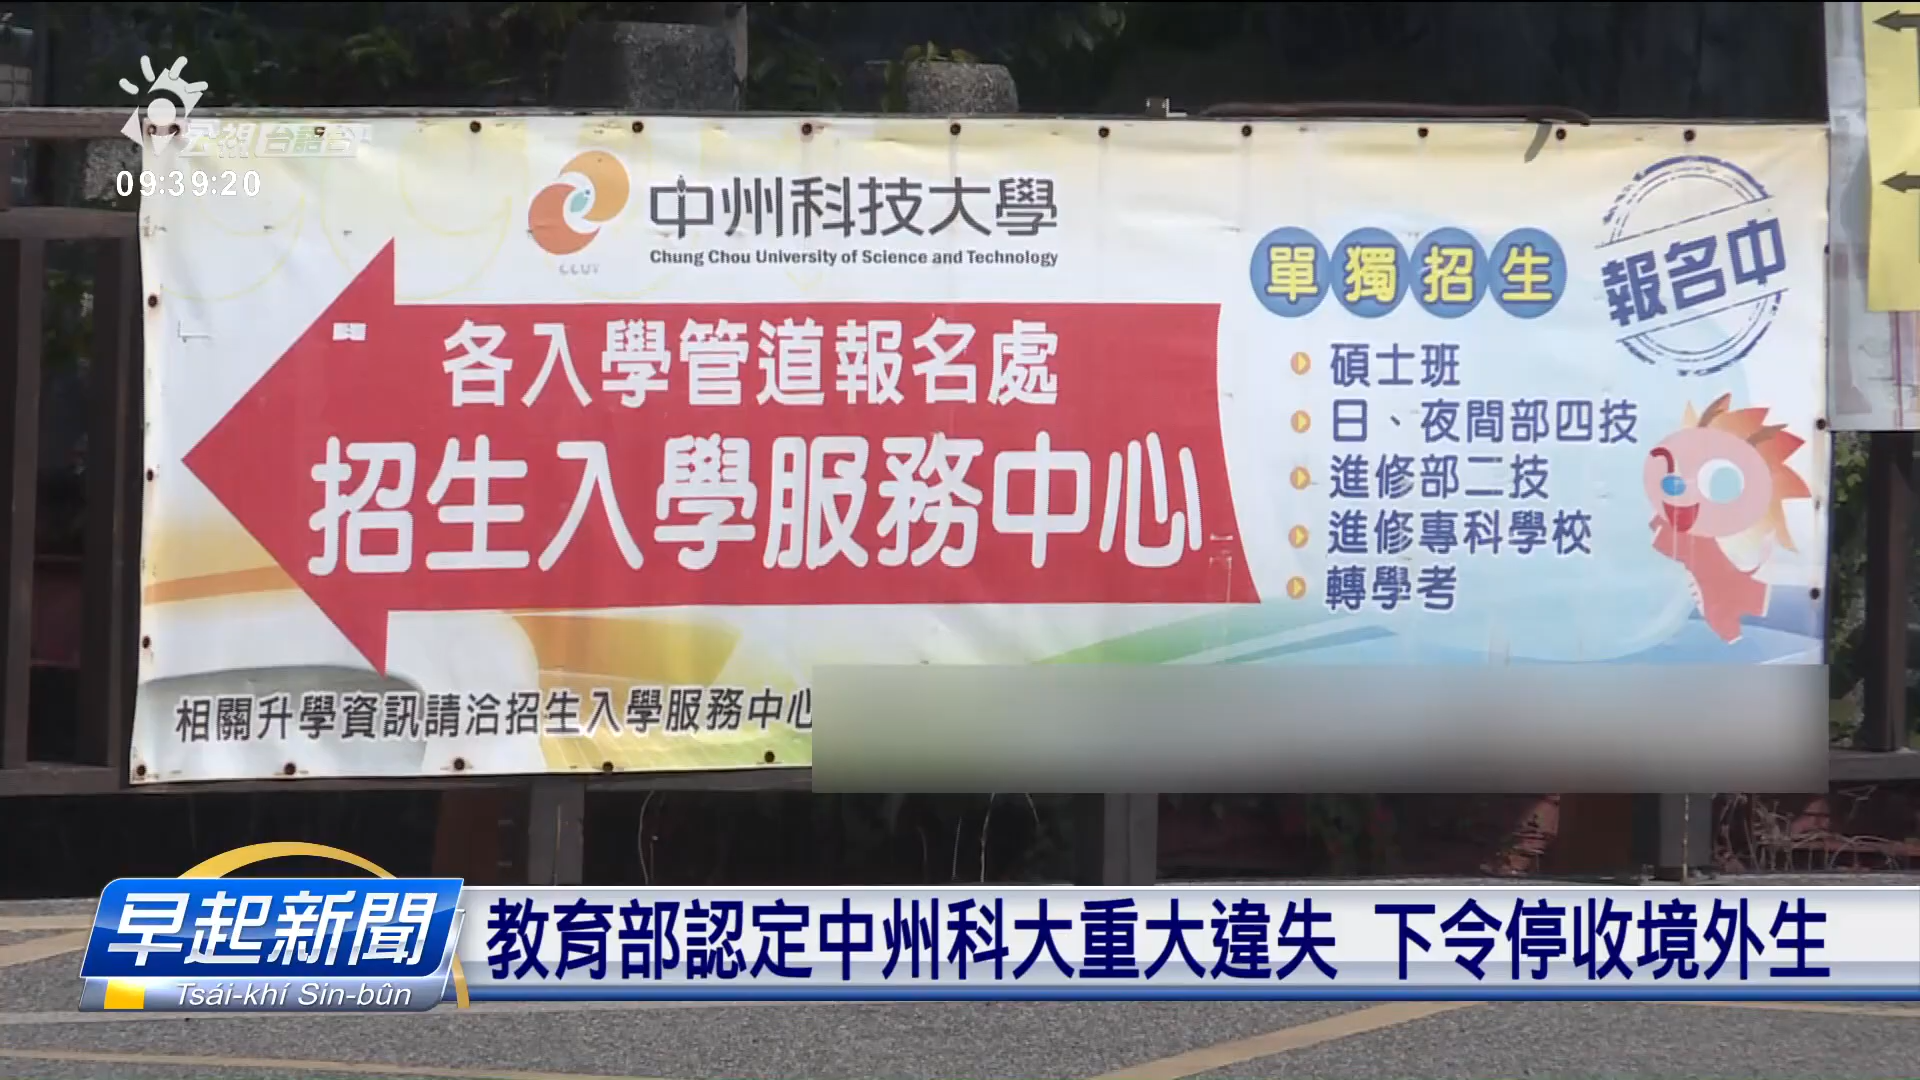 公視台語台
09:39:20
中州科技大學
Chung Chou University of Science and Technology
CCUT
各入學管道報名處
招生入學服務中心
單獨招生
報名中
碩士班
日、夜間部四技
進修部二技
進修專科學校
轉學考
相關升學資訊請洽招生入學服務中心
早起新聞
Tsái-khí Sin-bûn
教育部認定中州科大重大違失 下令停收境外生